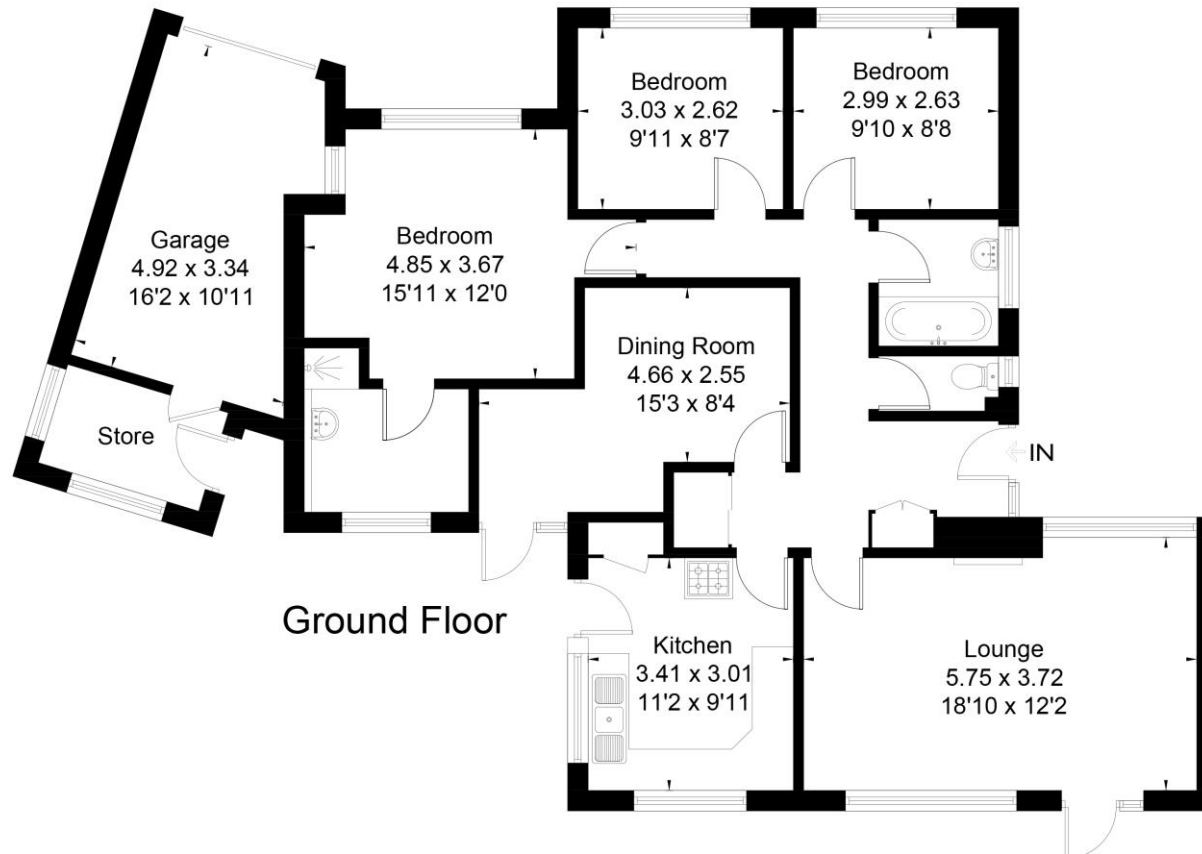 Bedroom
3.03 x 2.62
9'11 x 8'7
Bedroom
2.99 x 2.63
9'10 x 8'8
Garage
4.92 x 3.34
16'2 x 10'11
Bedroom
4.85 x 3.67
15'11 x 12'0
Dining Room
4.66 x 2.55
15'3 x 8'4
Store
IN
Ground Floor
Kitchen
3.41 x 3.01
11'2 x 9'11
Lounge
5.75 x 3.72
18'10 x 12'2